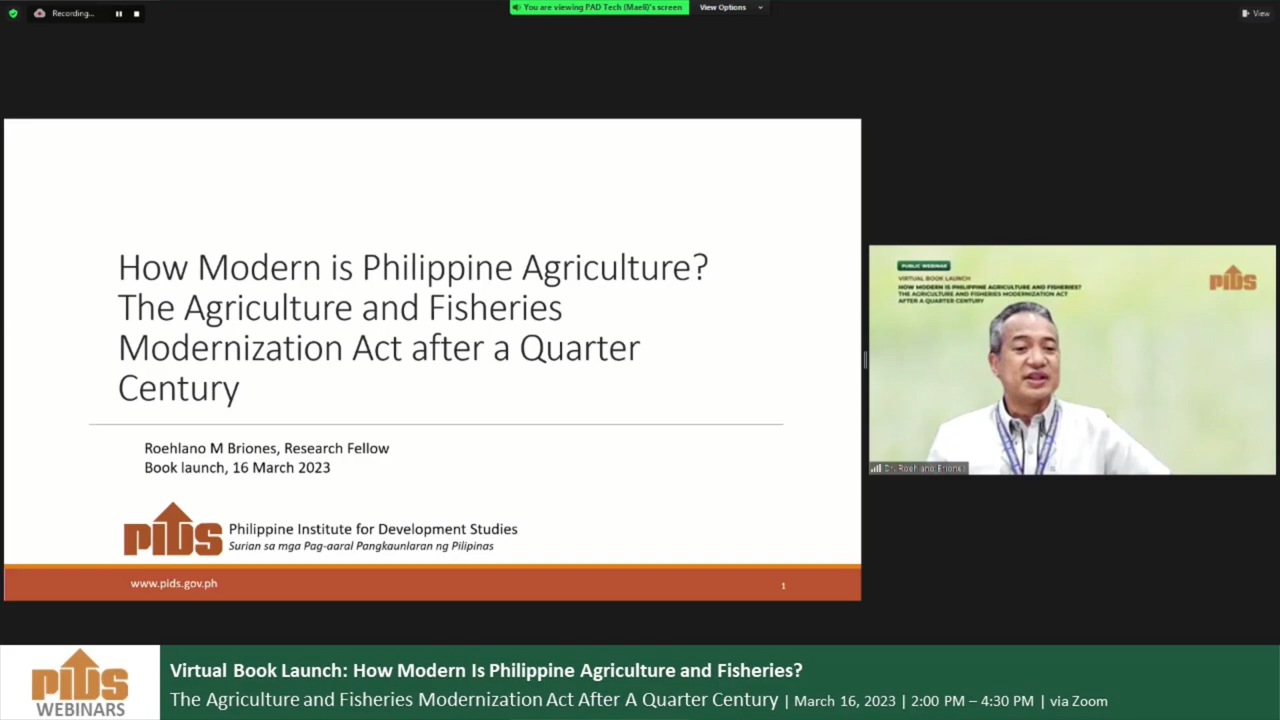 Recording...
You are viewing PAD Tech (Maeli)'s screen
View Options
View
How Modern is Philippine Agriculture?
The Agriculture and Fisheries
Modernization Act after a Quarter
Century
Roehlano M Briones, Research Fellow
Book launch, 16 March 2023
PIDS
Philippine Institute for Development Studies
Surian sa mga Pag-aaral Pangkaunlaran ng Pilipinas
www.pids.gov.ph
1
PUBLIC WEBINAR
VIRTUAL BOOK LAUNCH
HOW MODERN IS PHILIPPINE AGRICULTURE AND FISHERIES?
THE AGRICULTURE AND FISHERIES MODERNIZATION ACT
AFTER A QUARTER CENTURY
PIDS
Dr. Roehlano Briones
PIDS
WEBINARS
Virtual Book Launch: How Modern Is Philippine Agriculture and Fisheries?
The Agriculture and Fisheries Modernization Act After A Quarter Century | March 16, 2023 | 2:00 PM – 4:30 PM | via Zoom